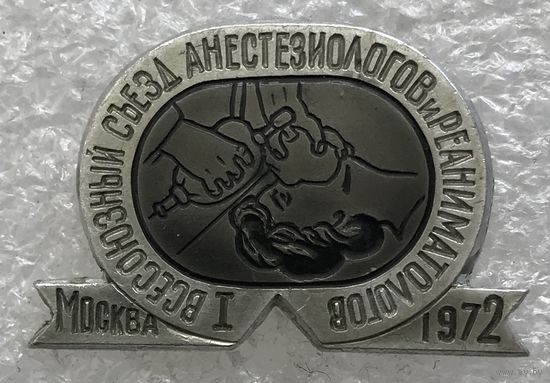 I ВСЕСОЮЗНЫЙ СЪЕЗД АНЕСТЕЗИОЛОГОВ и РЕАНИМАТОЛОГОВ
МОСКВА 1972